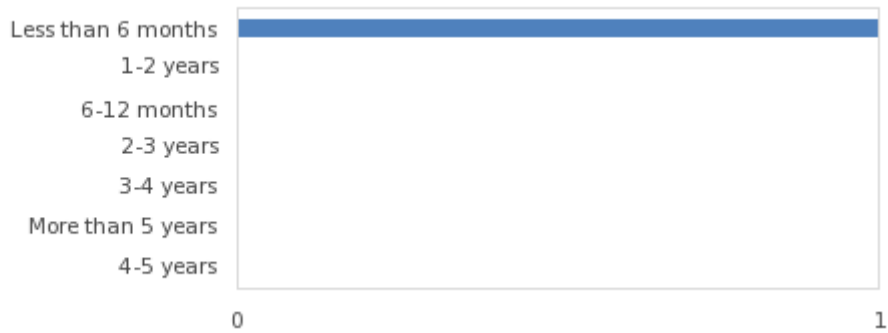 Less than 6 months
1-2 years
6-12 months
2-3 years
3-4 years
More than 5 years
4-5 years
0 1